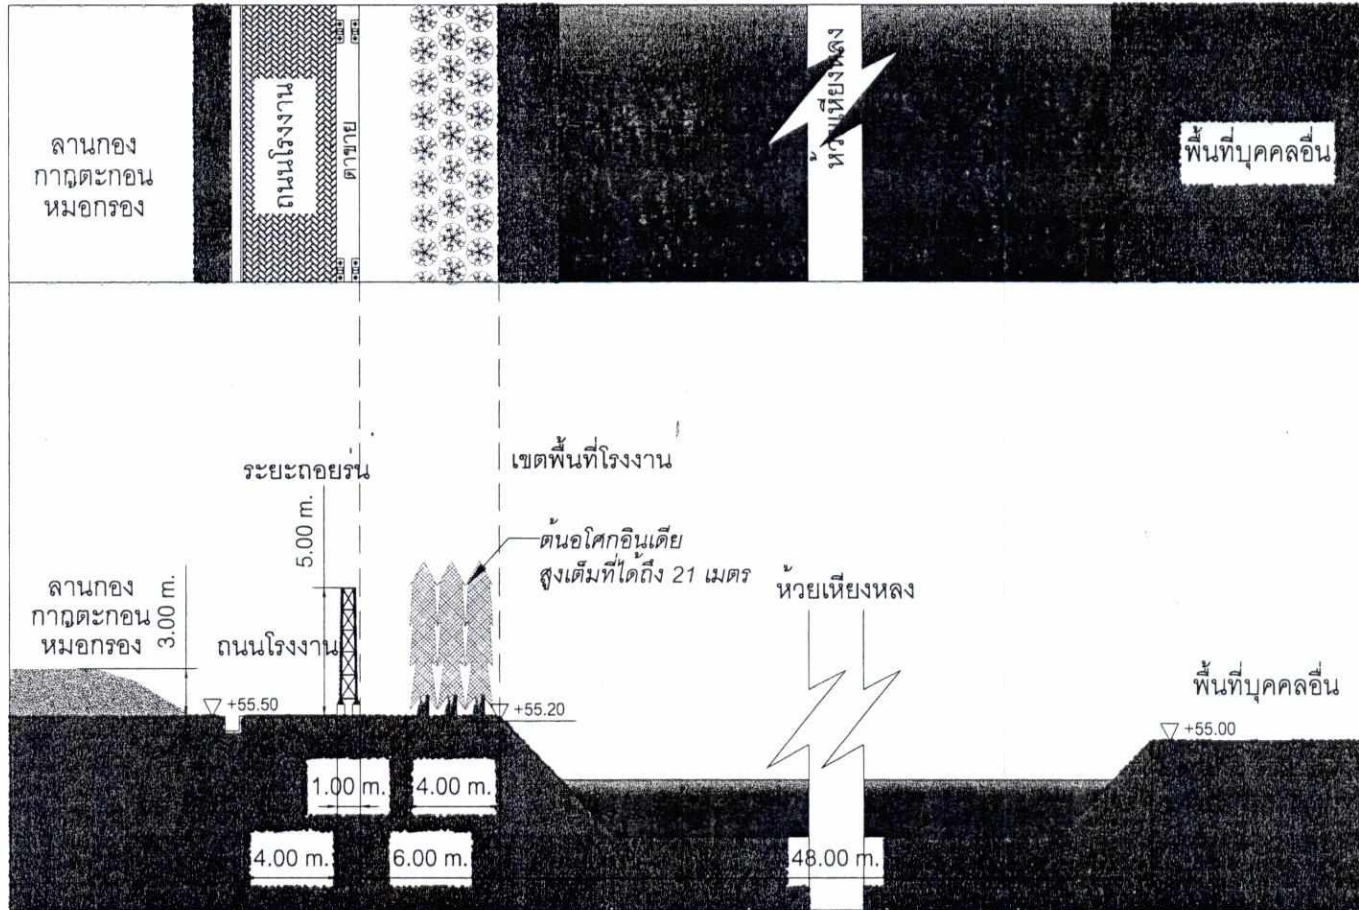 ลานกอง
กากตะกอน
หม้อกรอง
ถนนโรงงาน
ตาข่าย
ห้วยเหียงหลง
พื้นที่บุคคลอื่น
ระยะถอยร่น
เขตพื้นที่โรงงาน
5.00 m.
ต้นอโศกอินเดีย
สูงเต็มที่ได้ถึง 21 เมตร
ลานกอง
กากตะกอน
หม้อกรอง
3.00 m.
ถนนโรงงาน
ห้วยเหียงหลง
พื้นที่บุคคลอื่น
+55.50
+55.20
+55.00
1.00 m.
4.00 m.
4.00 m.
6.00 m.
48.00 m.